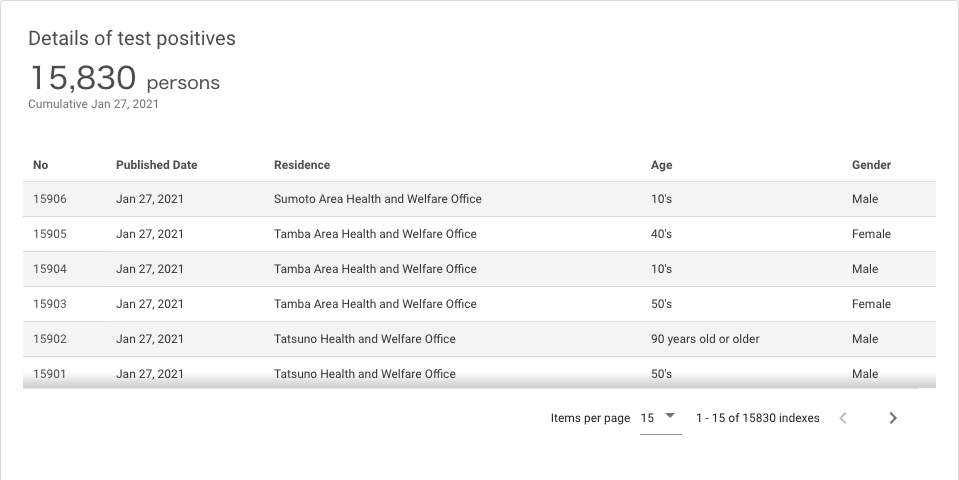 Details of test positives
15,830 persons
Cumulative Jan 27, 2021
No Published Date Residence Age Gender
15906 Jan 27, 2021 Sumoto Area Health and Welfare Office 10's Male
15905 Jan 27, 2021 Tamba Area Health and Welfare Office 40's Female
15904 Jan 27, 2021 Tamba Area Health and Welfare Office 10's Male
15903 Jan 27, 2021 Tamba Area Health and Welfare Office 50's Female
15902 Jan 27, 2021 Tatsuno Health and Welfare Office 90 years old or older Male
15901 Jan 27, 2021 Tatsuno Health and Welfare Office 50's Male
Items per page 15 1 - 15 of 15830 indexes